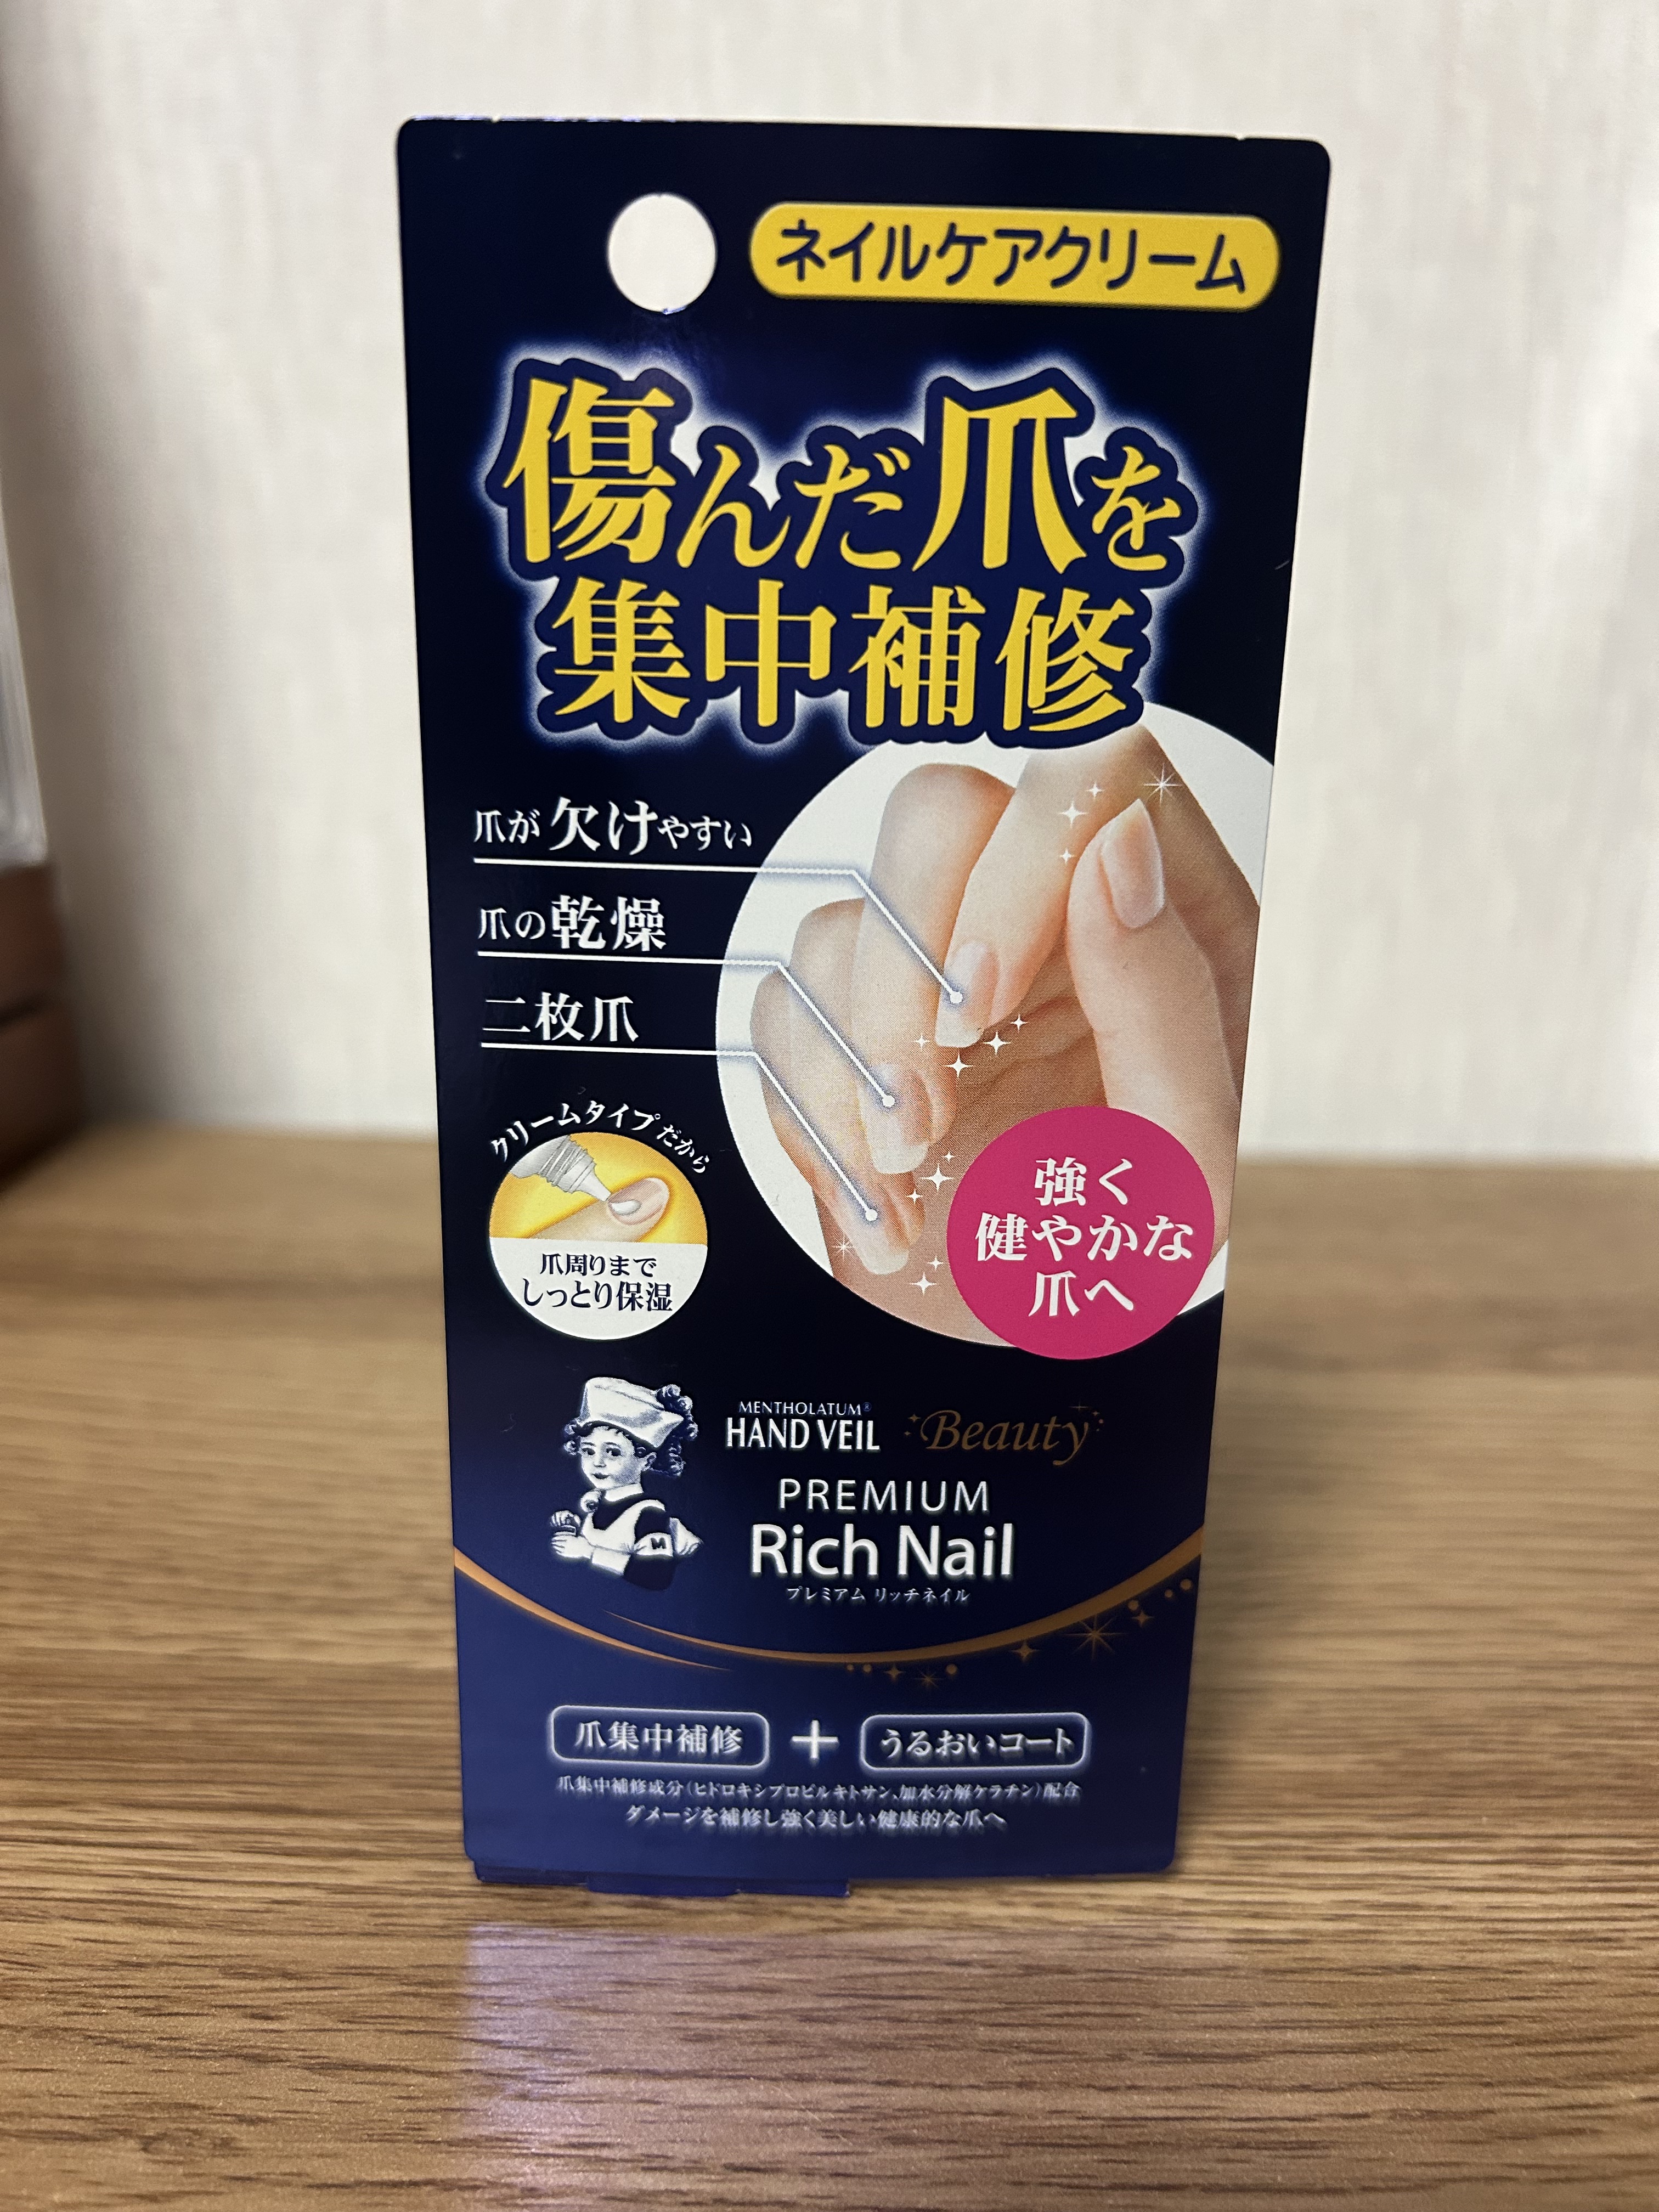 ネイルケアクリーム
傷んだ爪を
集中補修
爪が欠けやすい
爪の乾燥
二枚爪
クリームタイプだから
爪周りまで
しっとり保湿
強く
健やかな
爪へ
MENTHOLATUM®
HAND VEIL Beauty
PREMIUM
Rich Nail
プレミアム リッチネイル
M
爪集中補修 + うるおいコート
爪集中補修成分(ヒドロキシプロピルキトサン、加水分解ケラチン)配合
ダメージを補修し強く美しい健康的な爪へ